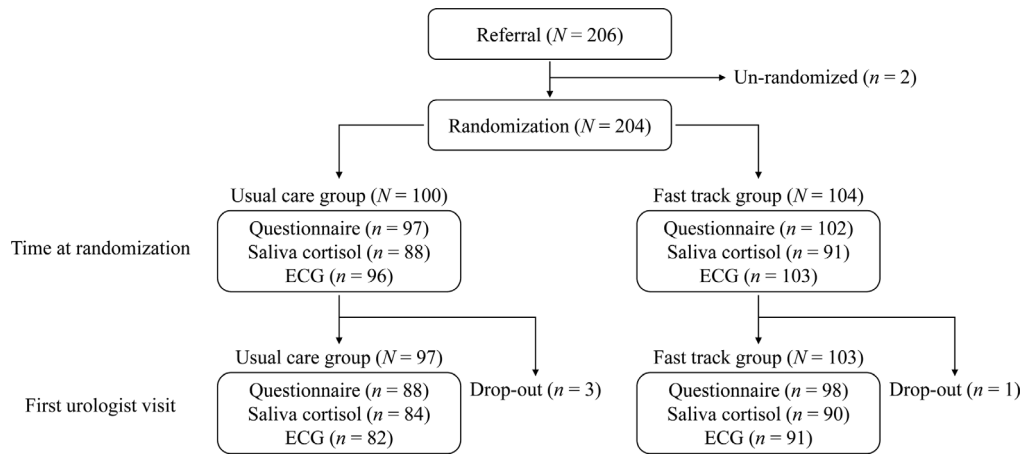 Referral (N = 206)
Un-randomized (n = 2)
Randomization (N = 204)
Usual care group (N = 100)
Fast track group (N = 104)
Time at randomization
Questionnaire (n = 97)
Saliva cortisol (n = 88)
ECG (n = 96)
Questionnaire (n = 102)
Saliva cortisol (n = 91)
ECG (n = 103)
Usual care group (N = 97)
Fast track group (N = 103)
First urologist visit
Questionnaire (n = 88)
Saliva cortisol (n = 84)
ECG (n = 82)
Drop-out (n = 3)
Questionnaire (n = 98)
Saliva cortisol (n = 90)
ECG (n = 91)
Drop-out (n = 1)